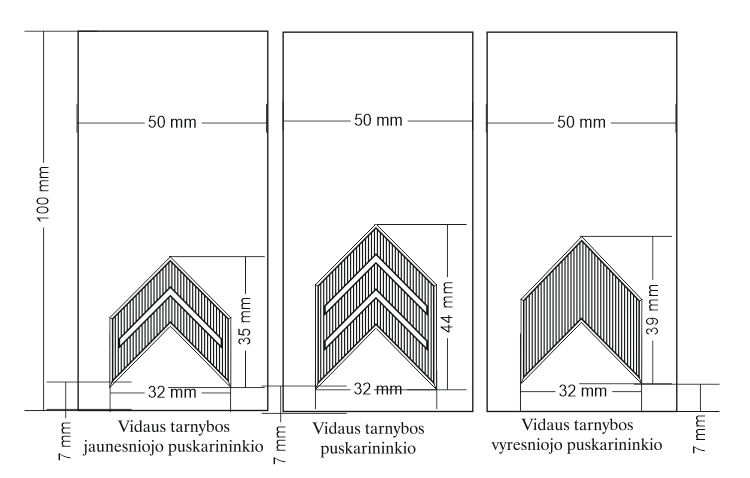 50 mm
50 mm
50 mm
100 mm
35 mm
44 mm
39 mm
32 mm
32 mm
32 mm
7 mm
Vidaus tarnybos
jaunesniojo puskarininkio
7 mm
Vidaus tarnybos
puskarininkio
Vidaus tarnybos
vyresniojo puskarininkio
7 mm